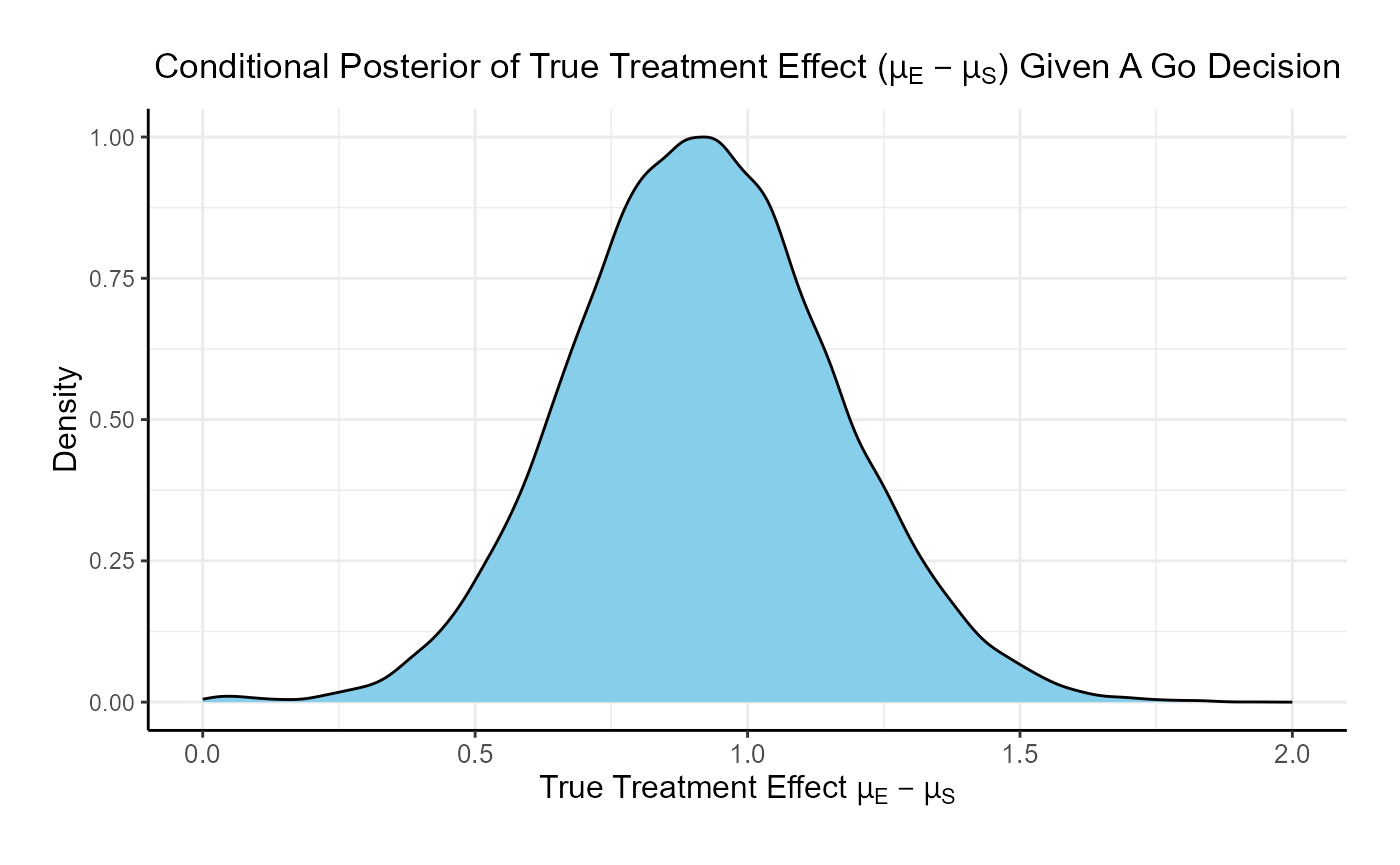 Conditional Posterior of True Treatment Effect (μE − μS) Given A Go Decision
1.00
0.75
0.50
0.25
0.00
Density
0.0 0.5 1.0 1.5 2.0
True Treatment Effect μE − μS